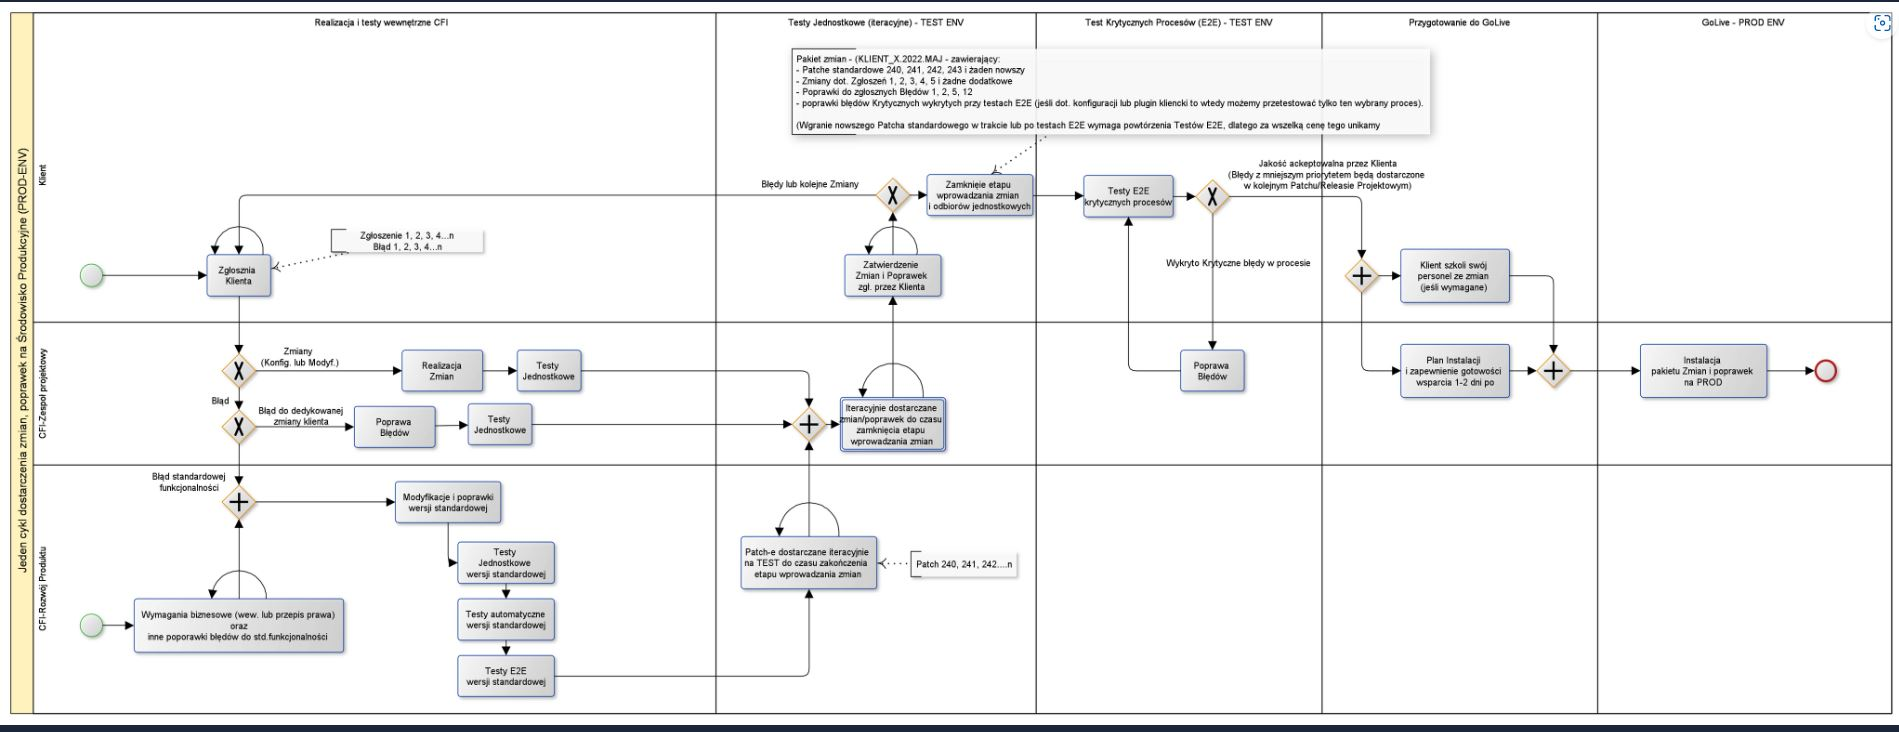 Jeden cykl dostarczenia zmian, poprawek na Środowisko Produkcyjne (PROD-ENV)
Realizacja i testy wewnętrzne CFI
Testy Jednostkowe (iteracyjne) - TEST ENV
Test Krytycznych Procesów (E2E) - TEST ENV
Przygotowanie do GoLive
GoLive - PROD ENV
Klient
Pakiet zmian - (KLIENT_X.2022.MAJ - zawierający:
- Patche standardowe 240, 241, 242, 243 i żaden nowszy
- Zmiany dot. Zgłoszeń 1, 2, 3, 4, 5 i żadne dodatkowe
- Poprawki do zgłosznych Błędów 1, 2, 5, 12
- poprawki błędów Krytycznych wykrytych przy testach E2E (jeśli dot. konfiguracji lub plugin kliencki to wtedy możemy przetestować tylko ten wybrany proces).
(Wgranie nowszego Patcha standardowego w trakcie lub po testach E2E wymaga powtórzenia Testów E2E, dlatego za wszelką cenę tego unikamy
Zgłosznia
Klienta
Zgłoszenie 1, 2, 3, 4...n
Błąd 1, 2, 3, 4...n
Błędy lub kolejne Zmiany
Zamknięie etapu
wprowadzania zmian
i odbiorów jednostkowych
Zatwierdzenie
Zmian i Poprawek
zgł. przez Klienta
Testy E2E
krytycznych procesów
Jakość ackeptowalna przez Klienta
(Błędy z mniejszym priorytetem będą dostarczone
w kolejnym Patchu/Releasie Projektowym)
Wykryto Krytyczne błędy w procesie
Klient szkoli swój
personel ze zmian
(jeśli wymagane)
CFI-Zespół projektowy
Zmiany
(Konfig. lub Modyf.)
Realizacja
Zmian
Testy
Jednostkowe
Błąd
Błąd do dedykowanej
zmiany klienta
Poprawa
Błędów
Testy
Jednostkowe
Iteracyjnie dostarczane
zmian/poprawek do czasu
zamknięcia etapu
wprowadzania zmian
Poprawa
Błędów
Plan Instalacji
i zapewnienie gotowości
wsparcia 1-2 dni po
Instalacja
pakietu Zmian i poprawek
na PROD
CFI-Rozwój Produktu
Błąd standardowej
funkcjonalności
Modyfikacje i poprawki
wersji standardowej
Testy
Jednostkowe
wersji standardowej
Testy automatyczne
wersji standardowej
Testy E2E
wersji standardowej
Wymagania biznesowe (wew. lub przepis prawa)
oraz
inne poporawki błędów do std.funkcjonalności
Patch-e dostarczane iteracyjnie
na TEST do czasu zakończenia
etapu wprowadzania zmian
Patch 240, 241, 242....n